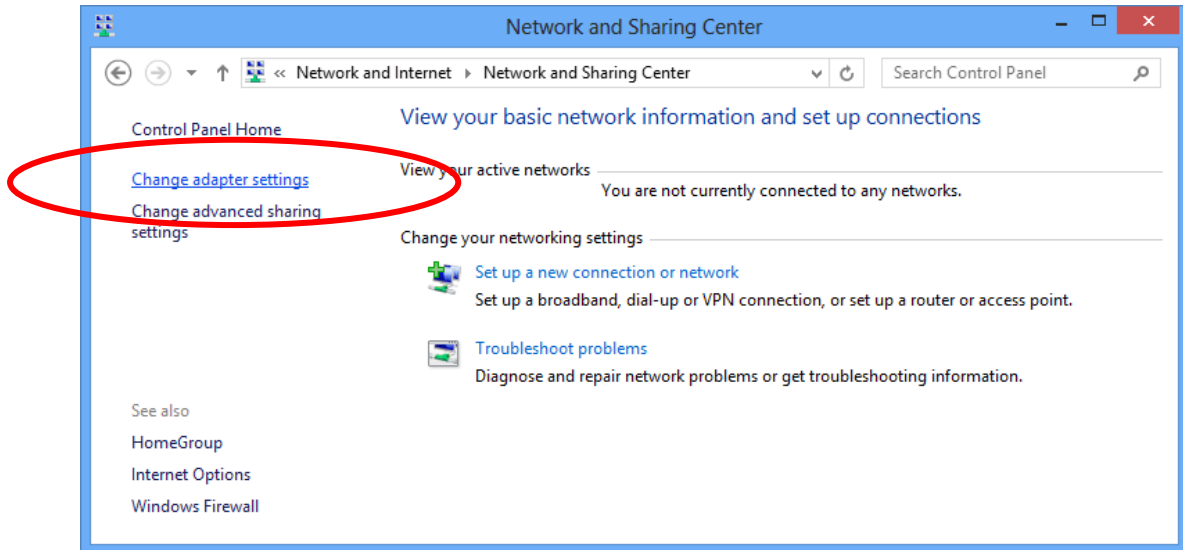 Network and Sharing Center
« Network and Internet ▸ Network and Sharing Center
Search Control Panel
Control Panel Home
Change adapter settings
Change advanced sharing
settings
See also
HomeGroup
Internet Options
Windows Firewall
View your basic network information and set up connections
View your active networks
You are not currently connected to any networks.
Change your networking settings
Set up a new connection or network
Set up a broadband, dial-up or VPN connection, or set up a router or access point.
Troubleshoot problems
Diagnose and repair network problems or get troubleshooting information.